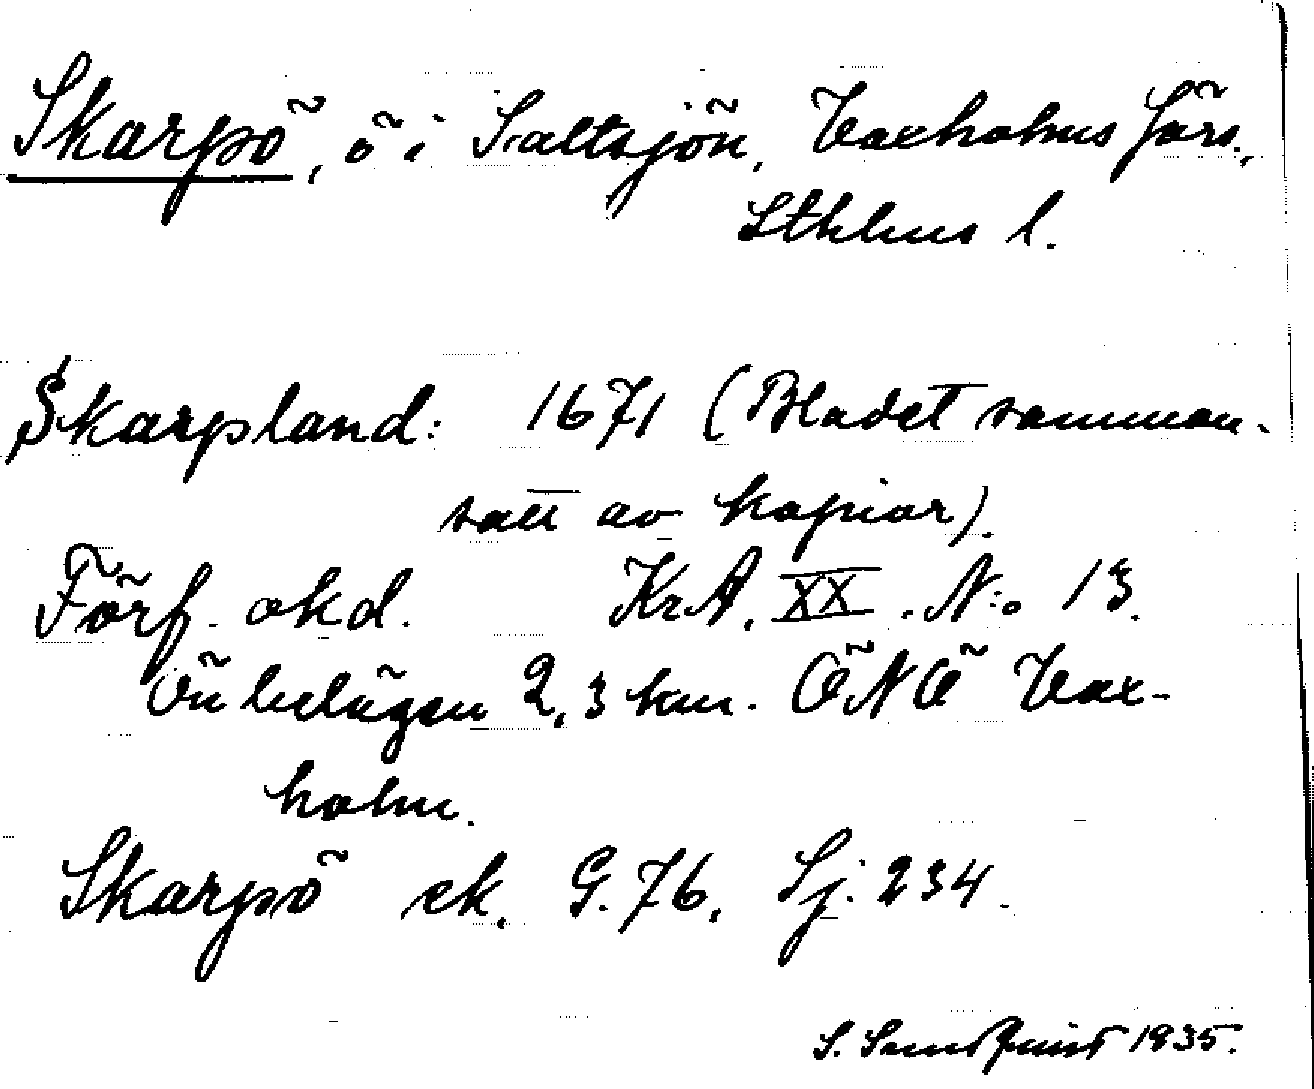 Skarpö, ö i Saltsjön, Vaxholms förs.,
Sthlms l.
Skarpland: 1671 (Bladet samman-
satt av kopior).
Förf. okd. KrA. XX. N:o 13.
Ön belägen 2,3 km. ÖNÖ Vax-
holm.
Skarpö ek. G.76, Sj. 234.
S. Sandquist 1935.